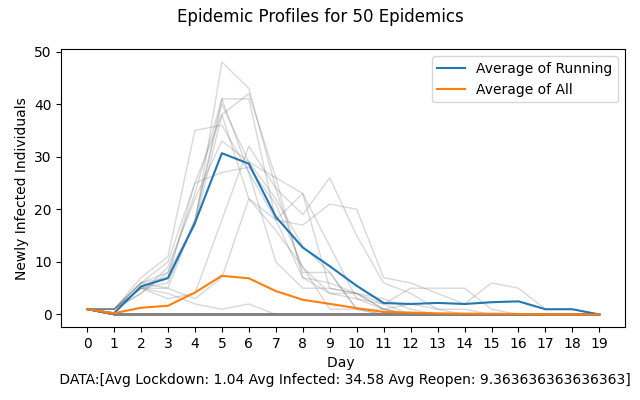 Epidemic Profiles for 50 Epidemics
50
40
30
20
10
0
Newly Infected Individuals
Average of Running
Average of All
0 1 2 3 4 5 6 7 8 9 10 11 12 13 14 15 16 17 18 19
Day
DATA:[Avg Lockdown: 1.04 Avg Infected: 34.58 Avg Reopen: 9.363636363636363]